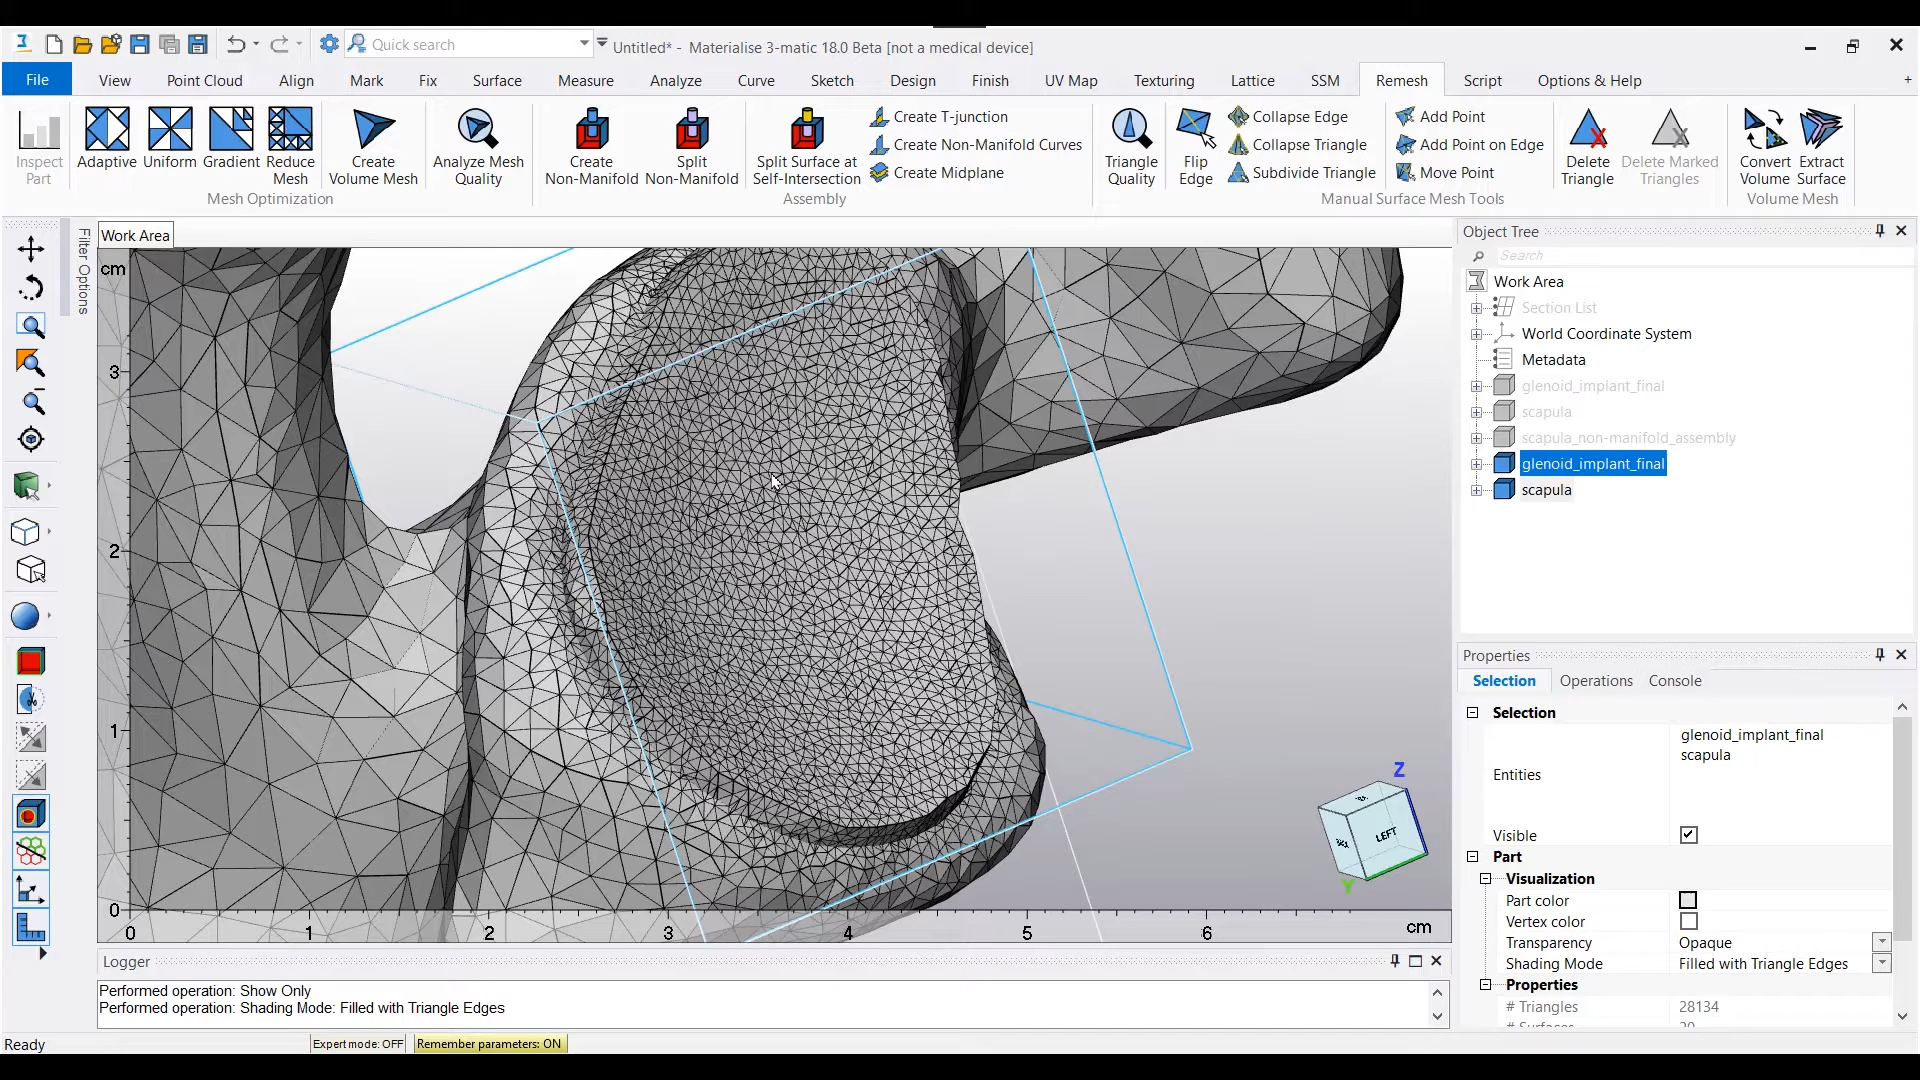 Quick search
Untitled* - Materialise 3-matic 18.0 Beta [not a medical device]
File
View
Point Cloud
Align
Mark
Fix
Surface
Measure
Analyze
Curve
Sketch
Design
Finish
UV Map
Texturing
Lattice
SSM
Remesh
Script
Options & Help
Inspect Part
Adaptive
Uniform
Gradient
Reduce Mesh
Create Volume Mesh
Analyze Mesh Quality
Create Non-Manifold
Split Non-Manifold
Split Surface at Self-Intersection
Create T-junction
Create Non-Manifold Curves
Create Midplane
Triangle Quality
Flip Edge
Collapse Edge
Collapse Triangle
Subdivide Triangle
Add Point
Add Point on Edge
Move Point
Delete Triangle
Delete Marked Triangles
Convert Volume
Extract Surface
Mesh Optimization
Assembly
Manual Surface Mesh Tools
Volume Mesh
Filter Options
Work Area
cm
3
2
1
0
0
1
2
3
4
5
6
cm
Z
LEFT
Y
Object Tree
Search
Work Area
Section List
World Coordinate System
Metadata
glenoid_implant_final
scapula
scapula_non-manifold_assembly
glenoid_implant_final
scapula
Properties
Selection
Operations
Console
Selection
Entities
glenoid_implant_final
scapula
Visible
Part
Visualization
Part color
Vertex color
Transparency
Opaque
Shading Mode
Filled with Triangle Edges
Properties
# Triangles
28134
# Surfaces
20
Logger
Performed operation: Show Only
Performed operation: Shading Mode: Filled with Triangle Edges
Ready
Expert mode: OFF
Remember parameters: ON